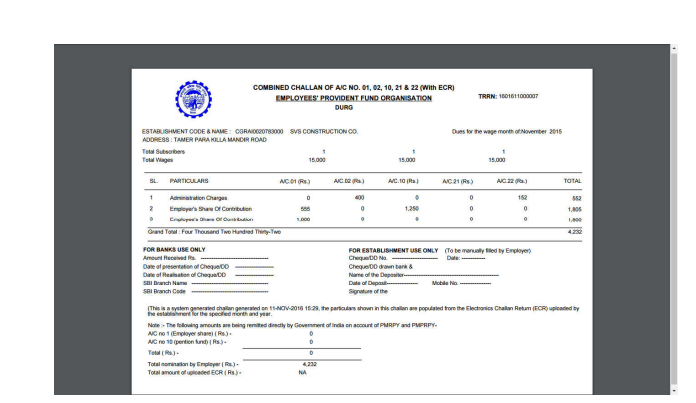 COMBINED CHALLAN OF A/C NO. 01, 02, 10, 21 & 22 (With ECR)
EMPLOYEES' PROVIDENT FUND ORGANISATION
TRRN: 1601611000007
DURG
ESTABLISHMENT CODE & NAME : CGRAI0020783000 SVS CONSTRUCTION CO. Dues for the wage month of:November 2015
ADDRESS : TAMER PARA KILLA MANDIR ROAD
Total Subscribers 1 1 1
Total Wages 15,000 15,000 15,000
SL. PARTICULARS A/C.01 (Rs.) A/C.02 (Rs.) A/C.10 (Rs.) A/C.21 (Rs.) A/C.22 (Rs.) TOTAL
1 Administration Charges 0 400 0 0 152 552
2 Employer's Share Of Contribution 555 0 1,250 0 0 1,805
Employee's Share Of Contribution 0 0 0 0
Grand Total : Four Thousand Two Hundred Thirty-Two 4,232
FOR BANKS USE ONLY FOR ESTABLISHMENT USE ONLY (To be manually filled by Employer)
Amount Received Rs. Cheque/DD No. Date:
Date of presentation of Cheque/DD Cheque/DD drawn bank &
Date of Realisation of Cheque/DD Name of the Depositer
SBI Branch Name Date of Deposit Mobile No.
SBI Branch Code Signature of the
(This is a system generated challan generated on 11-NOV-2016 15:29, the particulars shown in this challan are populated from the Electronics Challan Return (ECR) uploaded by
the establishment for the specified month and year.
Note :- The following amounts are being remitted directly by Government of India on account of PMRPY and PMPRPY-
A/C no 1 (Employer share) ( Rs.) - 0
A/C no 10 (pention fund) ( Rs.) - 0
Total ( Rs.) - 0
Total nomination by Employer ( Rs.) - 4,232
Total amount of uploaded ECR ( Rs.) - NA